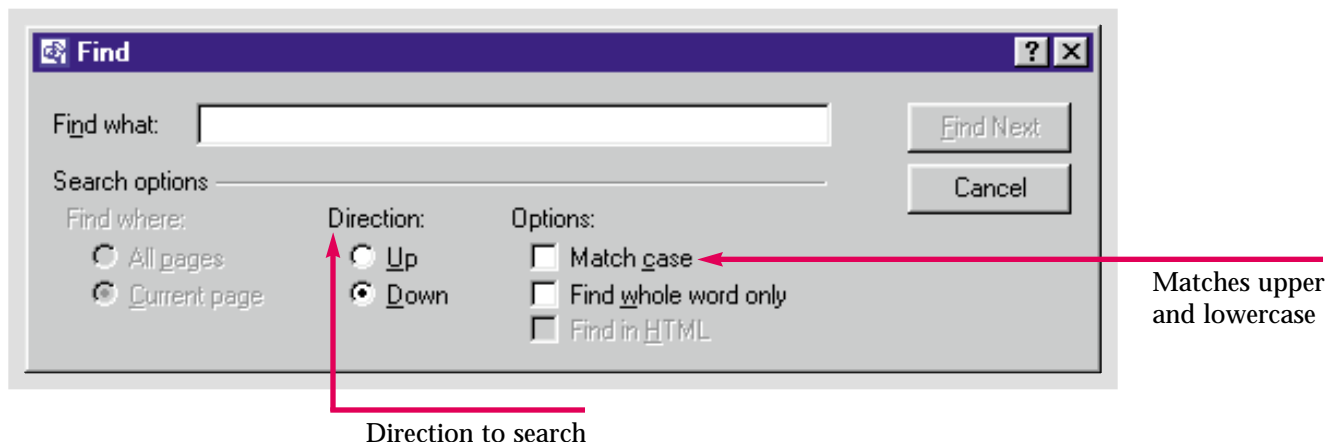 Find
Find what:
Find Next
Search options
Cancel
Find where:
Direction:
Options:
All pages
Up
Match case
Current page
Down
Find whole word only
Find in HTML
Matches upper
and lowercase
Direction to search